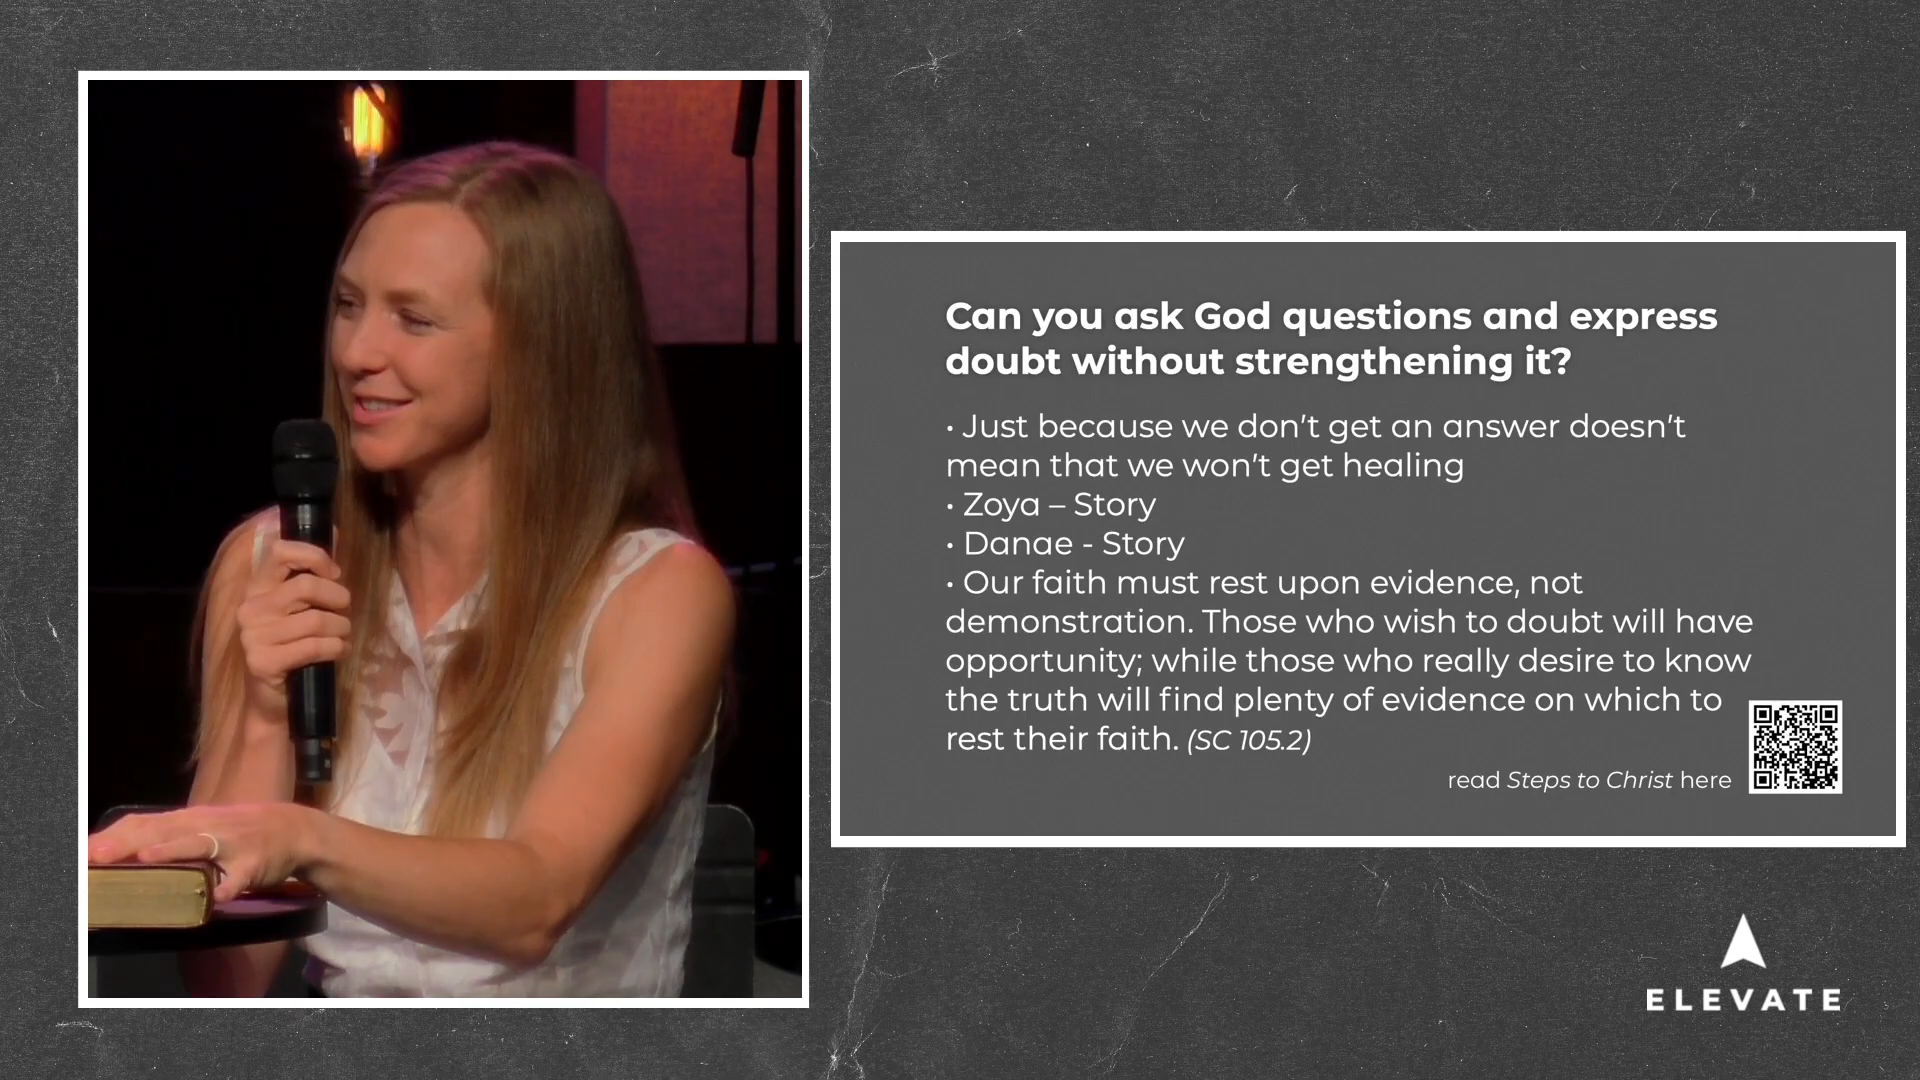 Can you ask God questions and express
doubt without strengthening it?
• Just because we don't get an answer doesn't
mean that we won't get healing
• Zoya – Story
• Danae - Story
• Our faith must rest upon evidence, not
demonstration. Those who wish to doubt will have
opportunity; while those who really desire to know
the truth will find plenty of evidence on which to
rest their faith. (SC 105.2)
read Steps to Christ here
ELEVATE